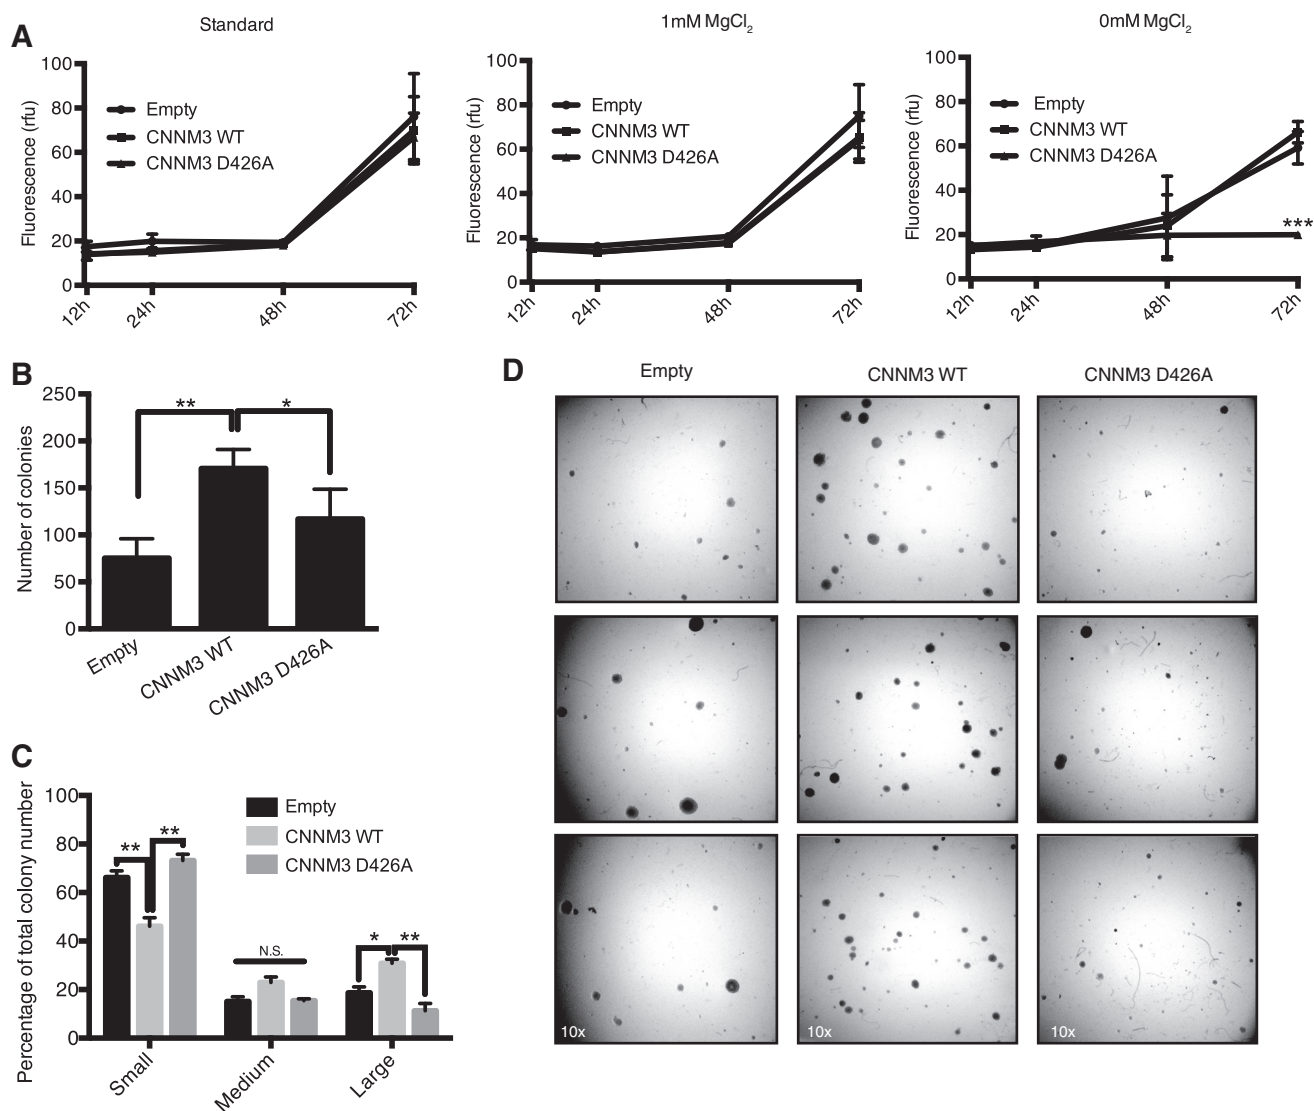 A
Standard
Fluorescence (rfu)
100
80
60
40
20
0
Empty
CNNM3 WT
CNNM3 D426A
12h
24h
48h
72h
1mM MgCl2
Fluorescence (rfu)
100
80
60
40
20
0
Empty
CNNM3 WT
CNNM3 D426A
12h
24h
48h
72h
0mM MgCl2
Fluorescence (rfu)
100
80
60
40
20
0
Empty
CNNM3 WT
CNNM3 D426A
***
12h
24h
48h
72h
B
Number of colonies
250
200
150
100
50
0
**
*
Empty
CNNM3 WT
CNNM3 D426A
C
Percentage of total colony number
100
80
60
40
20
0
Empty
CNNM3 WT
CNNM3 D426A
**
**
N.S.
*
**
Small
Medium
Large
D
Empty
CNNM3 WT
CNNM3 D426A
10x
10x
10x